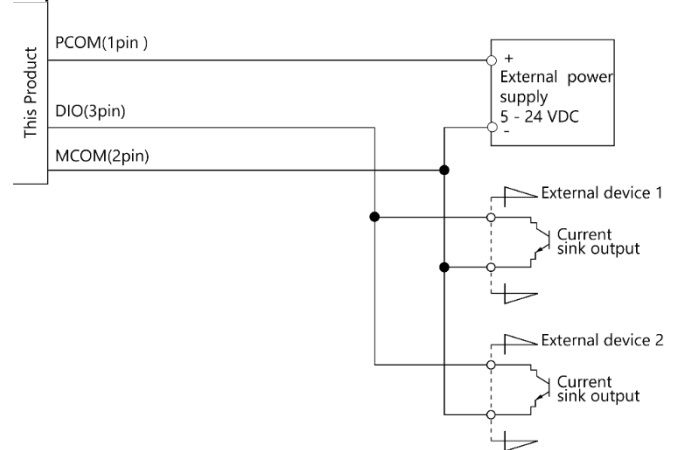 This Product
PCOM(1pin )
DIO(3pin)
MCOM(2pin)
+
External power
supply
5 - 24 VDC
-
External device 1
Current
sink output
External device 2
Current
sink output